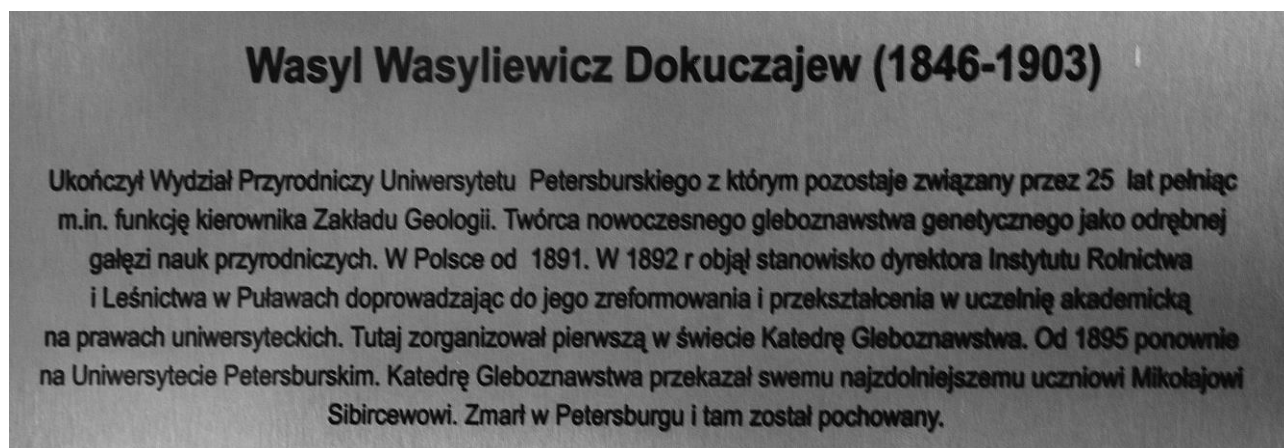 Wasyl Wasyliewicz Dokuczajew (1846-1903)
Ukończył Wydział Przyrodniczy Uniwersytetu Petersburskiego z którym pozostaje związany przez 25 lat pełniąc
m.in. funkcję kierownika Zakładu Geologii. Twórca nowoczesnego gleboznawstwa genetycznego jako odrębnej
gałęzi nauk przyrodniczych. W Polsce od 1891. W 1892 r objął stanowisko dyrektora Instytutu Rolnictwa
i Leśnictwa w Puławach doprowadzając do jego zreformowania i przekształcenia w uczelnię akademicką
na prawach uniwersyteckich. Tutaj zorganizował pierwszą w świecie Katedrę Gleboznawstwa. Od 1895 ponownie
na Uniwersytecie Petersburskim. Katedrę Gleboznawstwa przekazał swemu najzdolniejszemu uczniowi Mikołajowi
Sibircewowi. Zmarł w Petersburgu i tam został pochowany.